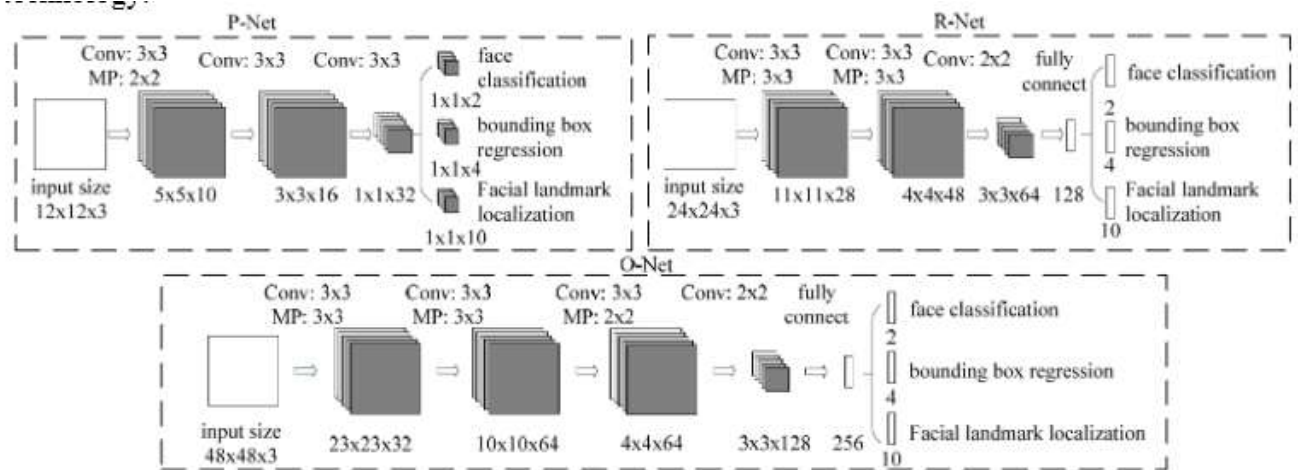 P-Net
Conv: 3x3
MP: 2x2
Conv: 3x3
Conv: 3x3
face
classification
1x1x2
bounding box
regression
1x1x4
Facial landmark
localization
1x1x10
input size
12x12x3
5x5x10
3x3x16
1x1x32
R-Net
Conv: 3x3
MP: 3x3
Conv: 3x3
MP: 3x3
Conv: 2x2
fully
connect
face classification
2
bounding box
regression
4
Facial landmark
localization
10
input size
24x24x3
11x11x28
4x4x48
3x3x64
128
O-Net
Conv: 3x3
MP: 3x3
Conv: 3x3
MP: 3x3
Conv: 3x3
MP: 2x2
Conv: 2x2
fully
connect
face classification
2
bounding box regression
4
Facial landmark localization
10
input size
48x48x3
23x23x32
10x10x64
4x4x64
3x3x128
256